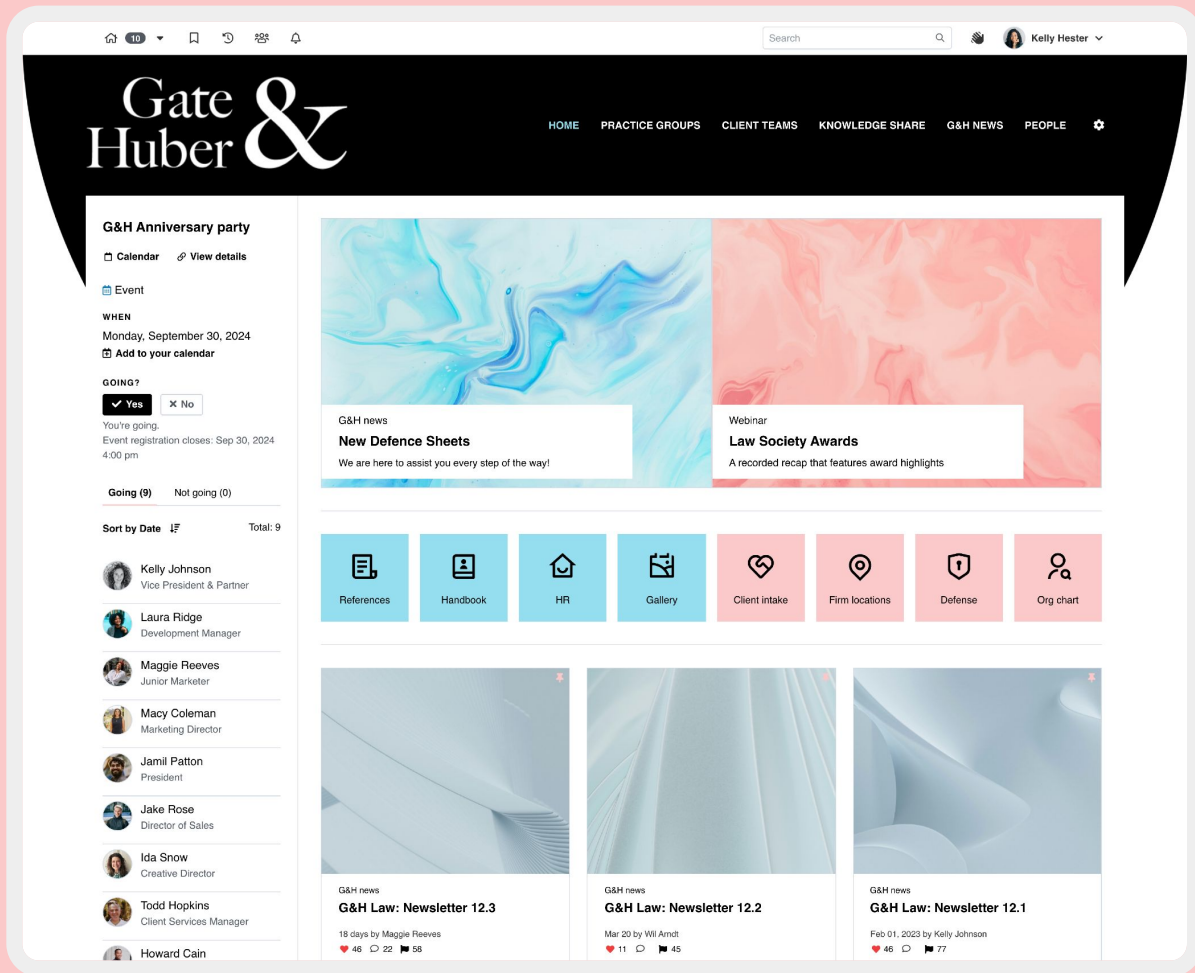 10
Search
Kelly Hester
Gate & Huber
HOME PRACTICE GROUPS CLIENT TEAMS KNOWLEDGE SHARE G&H NEWS PEOPLE
G&H Anniversary party
Calendar View details
Event
WHEN
Monday, September 30, 2024
Add to your calendar
GOING?
Yes No
You're going.
Event registration closes: Sep 30, 2024
4:00 pm
Going (9) Not going (0)
Sort by Date Total: 9
Kelly Johnson
Vice President & Partner
Laura Ridge
Development Manager
Maggie Reeves
Junior Marketer
Macy Coleman
Marketing Director
Jamil Patton
President
Jake Rose
Director of Sales
Ida Snow
Creative Director
Todd Hopkins
Client Services Manager
Howard Cain
G&H news
New Defence Sheets
We are here to assist you every step of the way!
Webinar
Law Society Awards
A recorded recap that features award highlights
References
Handbook
HR
Gallery
Client intake
Firm locations
Defense
Org chart
G&H news
G&H Law: Newsletter 12.3
18 days by Maggie Reeves
46 22 58
G&H news
G&H Law: Newsletter 12.2
Mar 20 by Wil Arndt
11 45
G&H news
G&H Law: Newsletter 12.1
Feb 01, 2023 by Kelly Johnson
46 77